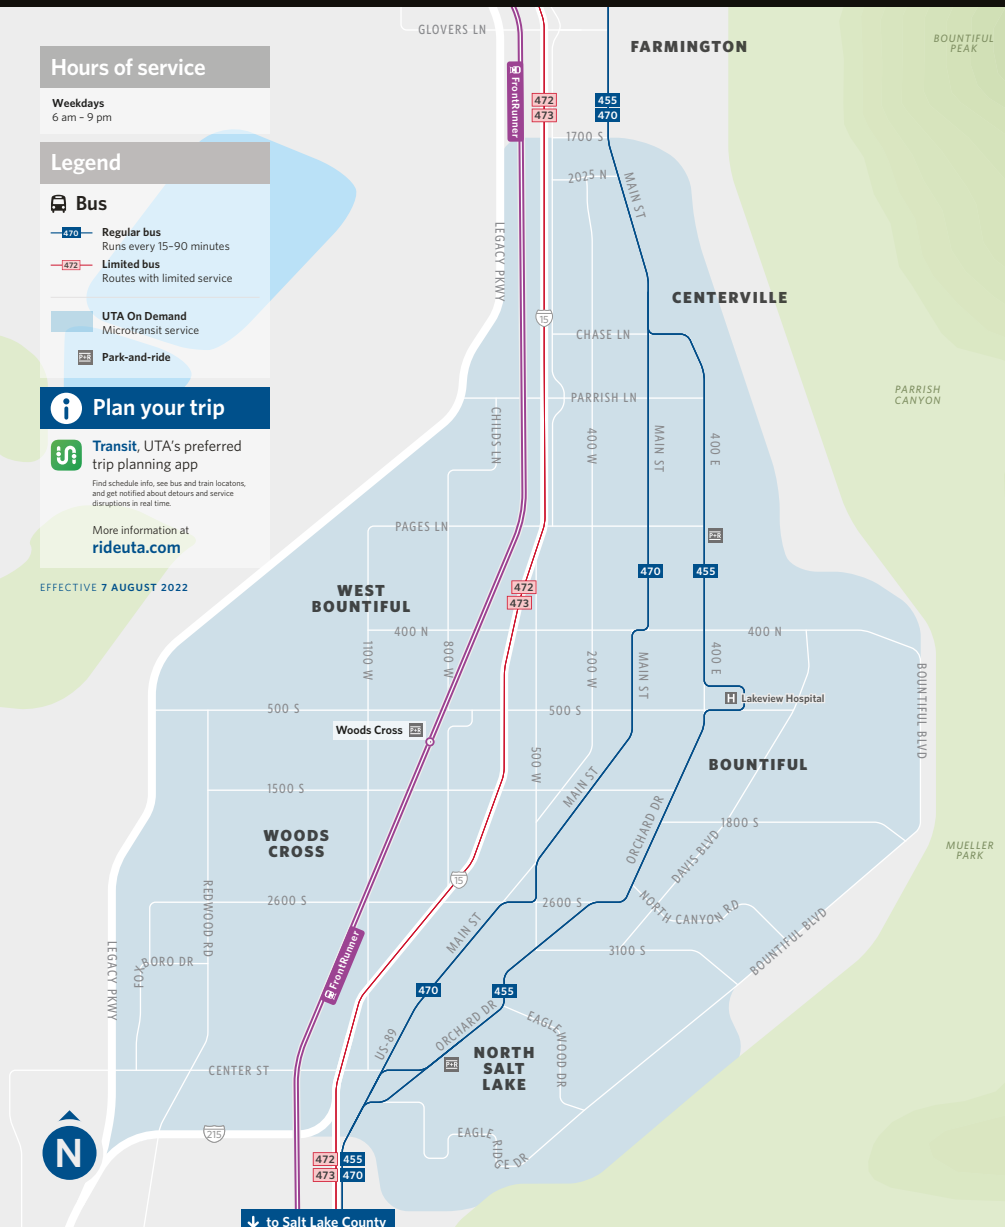 Hours of service
Weekdays
6 am – 9 pm
Legend
Bus
470
Regular bus
Runs every 15–90 minutes
472
Limited bus
Routes with limited service
UTA On Demand
Microtransit service
P+R
Park-and-ride
Plan your trip
Transit, UTA's preferred
trip planning app
Find schedule info, see bus and train locatons,
and get notified about detours and service
disruptions in real time.
More information at
rideuta.com
EFFECTIVE 7 AUGUST 2022
GLOVERS LN
FARMINGTON
BOUNTIFUL
PEAK
FrontRunner
472
473
455
470
1700 S
2025 N
MAIN ST
LEGACY PKWY
CENTERVILLE
15
CHASE LN
PARRISH LN
PARRISH
CANYON
CHILDS LN
400 W
MAIN ST
400 E
PAGES LN
P+R
470
455
472
473
WEST
BOUNTIFUL
400 N
400 N
1100 W
800 W
200 W
MAIN ST
400 E
BOUNTIFUL BLVD
H Lakeview Hospital
500 S
500 S
Woods Cross P+R
500 W
MAIN ST
BOUNTIFUL
1500 S
ORCHARD DR
1800 S
DAVIS BLVD
WOODS
CROSS
MUELLER
PARK
15
REDWOOD RD
2600 S
2600 S
NORTH CANYON RD
MAIN ST
BOUNTIFUL BLVD
3100 S
LEGACY PKWY
FOXBORO DR
FrontRunner
470
455
ORCHARD DR
EAGLEWOOD DR
US-89
P+R
NORTH
SALT
LAKE
CENTER ST
215
EAGLE RIDGE DR
N
472
455
473
470
to Salt Lake County